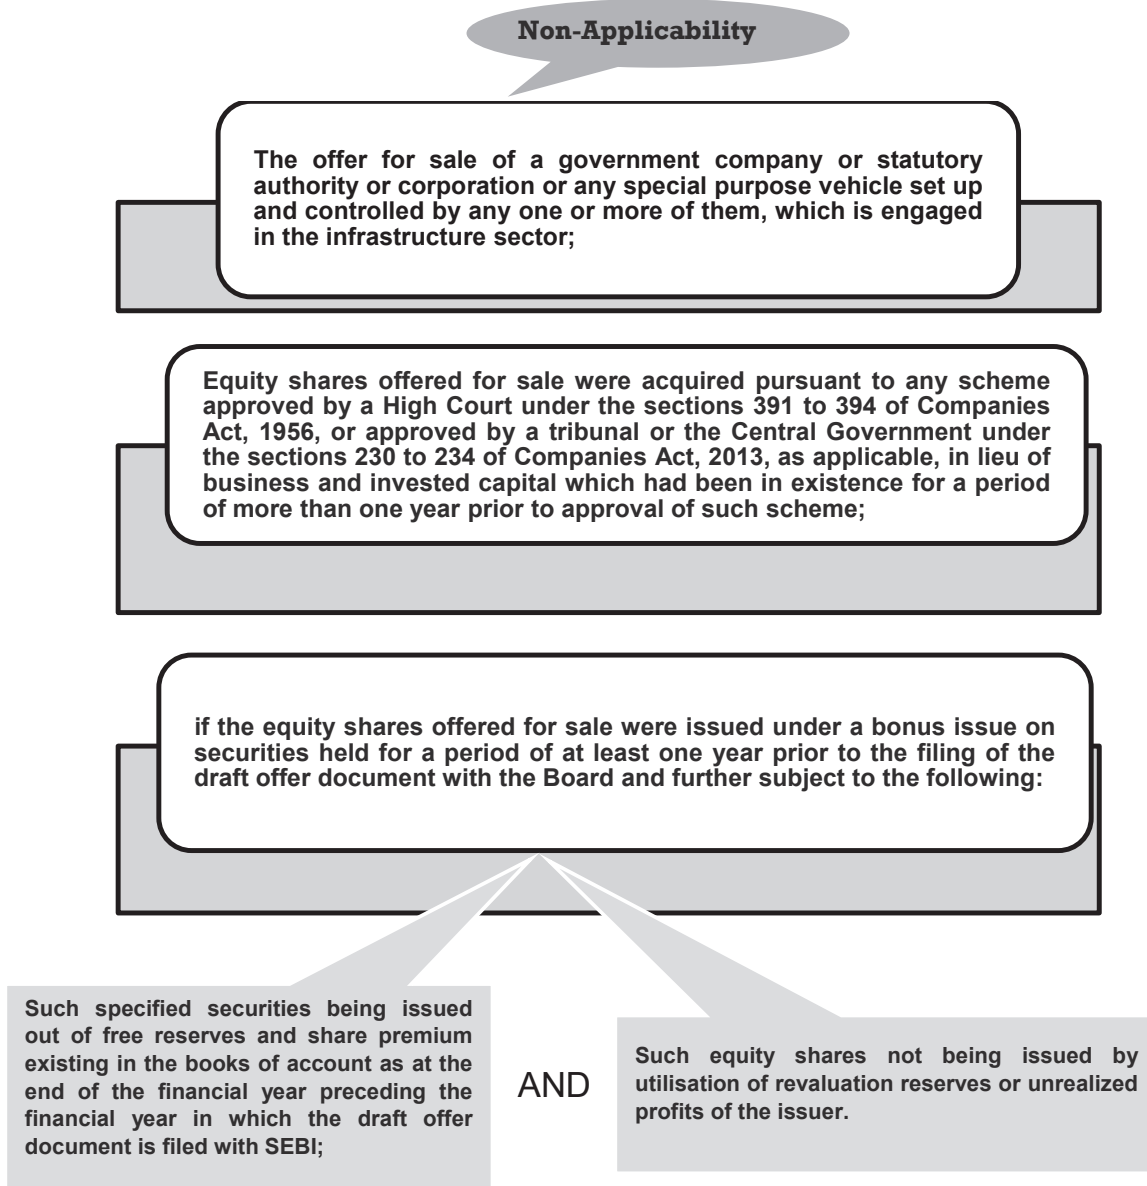 Non-Applicability
The offer for sale of a government company or statutory
authority or corporation or any special purpose vehicle set up
and controlled by any one or more of them, which is engaged
in the infrastructure sector;
Equity shares offered for sale were acquired pursuant to any scheme
approved by a High Court under the sections 391 to 394 of Companies
Act, 1956, or approved by a tribunal or the Central Government under
the sections 230 to 234 of Companies Act, 2013, as applicable, in lieu of
business and invested capital which had been in existence for a period
of more than one year prior to approval of such scheme;
if the equity shares offered for sale were issued under a bonus issue on
securities held for a period of at least one year prior to the filing of the
draft offer document with the Board and further subject to the following:
Such specified securities being issued
out of free reserves and share premium
existing in the books of account as at the
end of the financial year preceding the
financial year in which the draft offer
document is filed with SEBI;
AND
Such equity shares not being issued by
utilisation of revaluation reserves or unrealized
profits of the issuer.